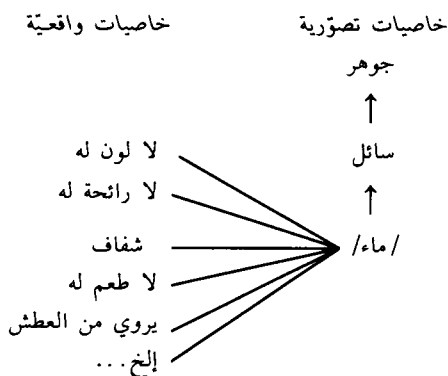 خاصيات تصوّرية
خاصيات واقعيّة
جوهر
سائل
/ماء/
لا لون له
لا رائحة له
شفاف
لا طعم له
يروي من العطش
إلخ...